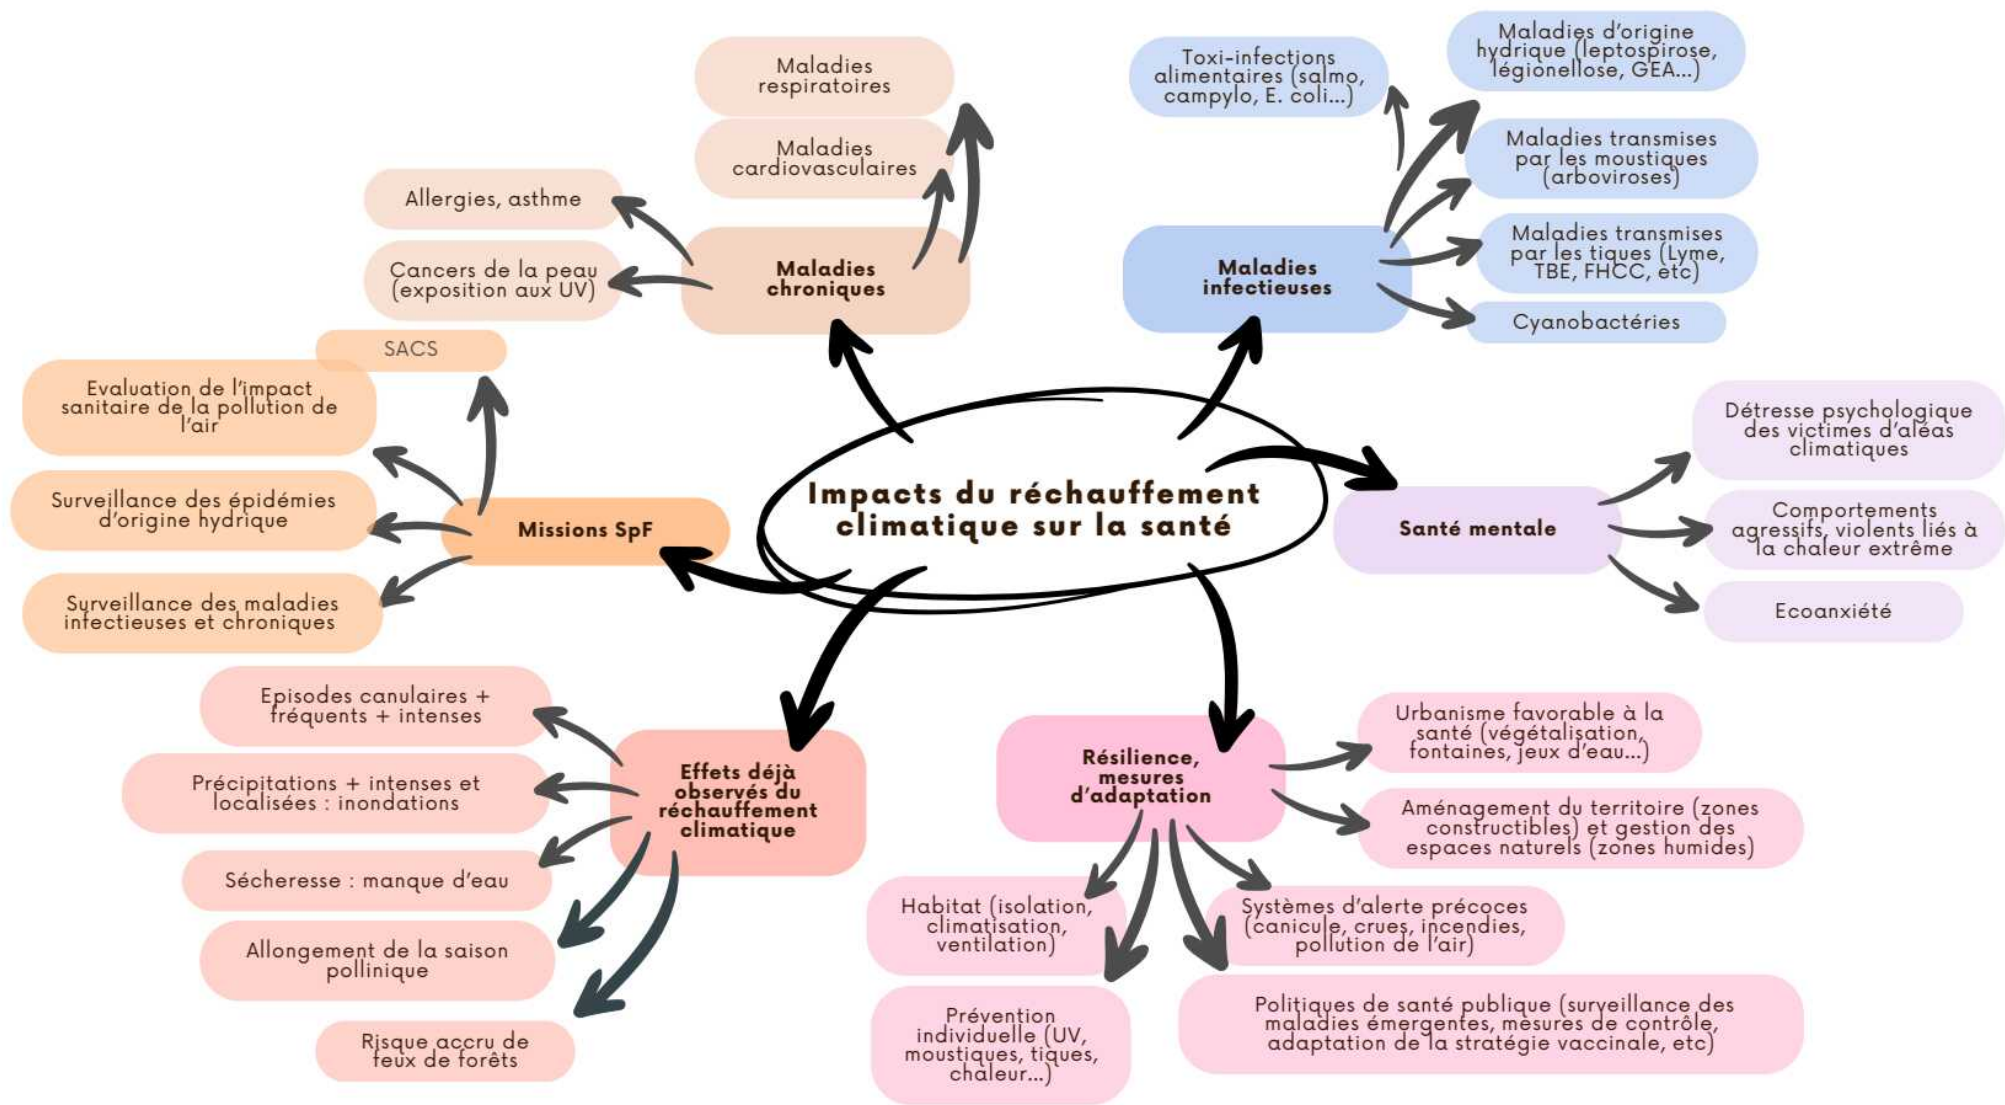 Maladies
respiratoires
Maladies
cardiovasculaires
Allergies, asthme
Cancers de la peau
(exposition aux UV)
Maladies
chroniques
Toxi-infections
alimentaires (salmo,
campylo, E. coli...)
Maladies d'origine
hydrique (leptospirose,
légionellose, GEA...)
Maladies transmises
par les moustiques
(arboviroses)
Maladies transmises
par les tiques (Lyme,
TBE, FHCC, etc)
Cyanobactéries
Maladies
infectieuses
SACS
Evaluation de l'impact
sanitaire de la pollution de
l'air
Surveillance des épidémies
d'origine hydrique
Surveillance des maladies
infectieuses et chroniques
Missions SpF
Impacts du réchauffement
climatique sur la santé
Santé mentale
Détresse psychologique
des victimes d'aléas
climatiques
Comportements
agressifs, violents liés à
la chaleur extrême
Ecoanxiété
Episodes canulaires +
fréquents + intenses
Précipitations + intenses et
localisées : inondations
Sécheresse : manque d'eau
Allongement de la saison
pollinique
Risque accru de
feux de forêts
Effets déjà
observés du
réchauffement
climatique
Résilience,
mesures
d'adaptation
Urbanisme favorable à la
santé (végétalisation,
fontaines, jeux d'eau...)
Aménagement du territoire (zones
constructibles) et gestion des
espaces naturels (zones humides)
Habitat (isolation,
climatisation,
ventilation)
Systèmes d'alerte précoces
(canicule, crues, incendies,
pollution de l'air)
Prévention
individuelle (UV,
moustiques, tiques,
chaleur...)
Politiques de santé publique (surveillance des
maladies émergentes, mesures de contrôle,
adaptation de la stratégie vaccinale, etc)